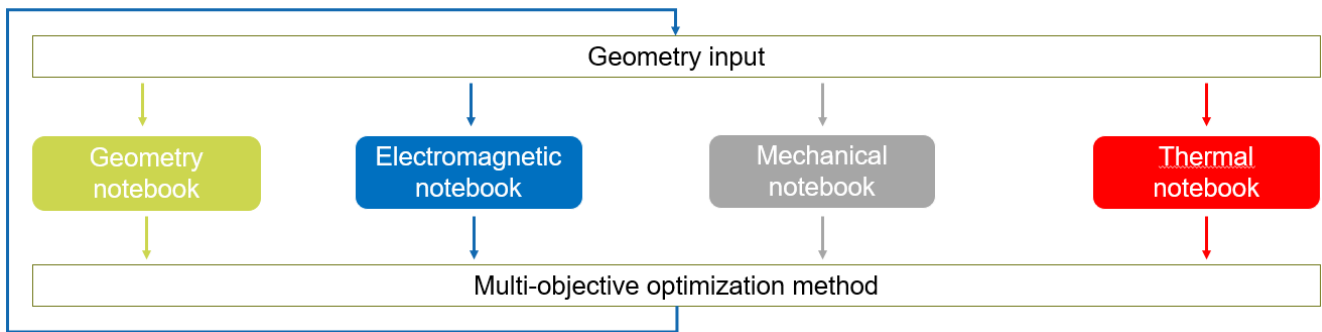 Geometry input
Geometry
notebook
Electromagnetic
notebook
Mechanical
notebook
Thermal
notebook
Multi-objective optimization method